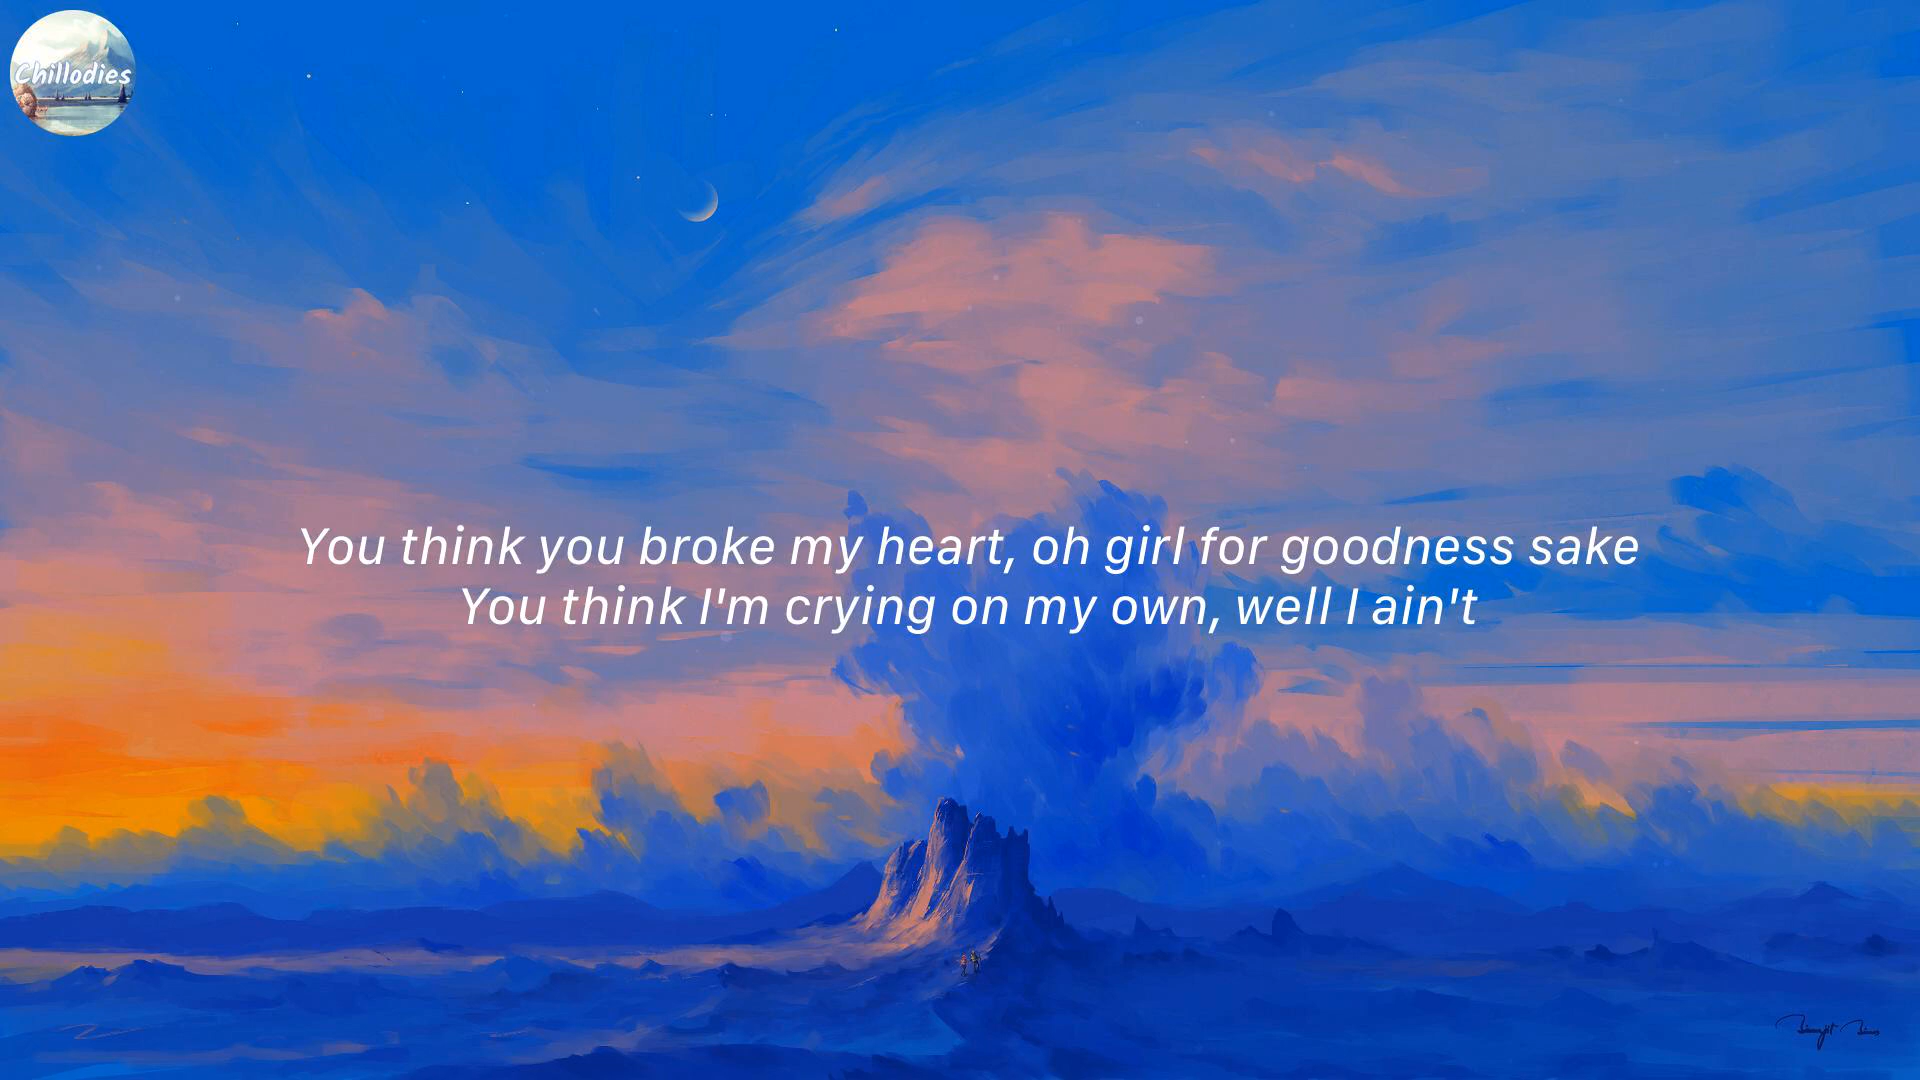 Chillodies
You think you broke my heart, oh girl for goodness sake
You think I'm crying on my own, well I ain't